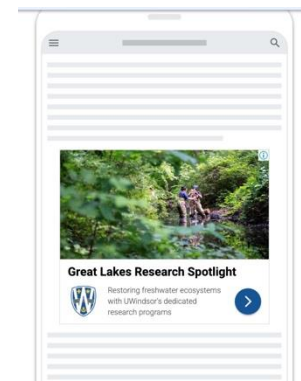 Great Lakes Research Spotlight
Restoring freshwater ecosystems
with UWindsor's dedicated
research programs